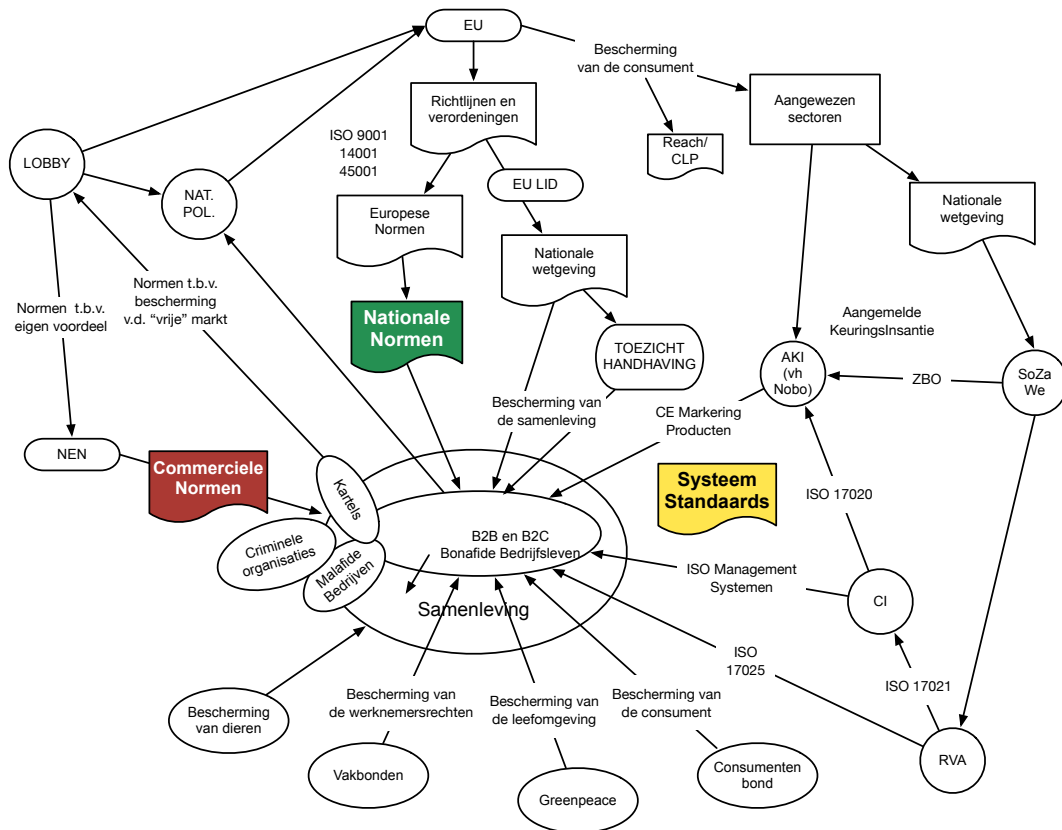 EU
Bescherming
van de consument
Richtlijnen en
verordeningen
Aangewezen
sectoren
ISO 9001
14001
45001
Reach/
CLP
LOBBY
NAT.
POL.
EU LID
Europese
Normen
Nationale
wetgeving
Nationale
wetgeving
Normen t.b.v.
bescherming
v.d. “vrije” markt
Normen  t.b.v.
eigen voordeel
Nationale
Normen
TOEZICHT
HANDHAVING
Aangemelde
KeuringsInsantie
AKI
(vh
Nobo)
ZBO
SoZa
We
Bescherming van
de samenleving
CE Markering
Producten
NEN
Commerciele
Normen
Kartels
Systeem
Standaards
ISO 17020
Criminele
organisaties
Malafide
Bedrijven
B2B en B2C
Bonafide Bedrijfsleven
ISO Management
Systemen
CI
Samenleving
ISO
17025
ISO 17021
Bescherming
van dieren
Bescherming van
de werknemersrechten
Bescherming van
de leefomgeving
Bescherming van
de consument
RVA
Vakbonden
Greenpeace
Consumenten
bond